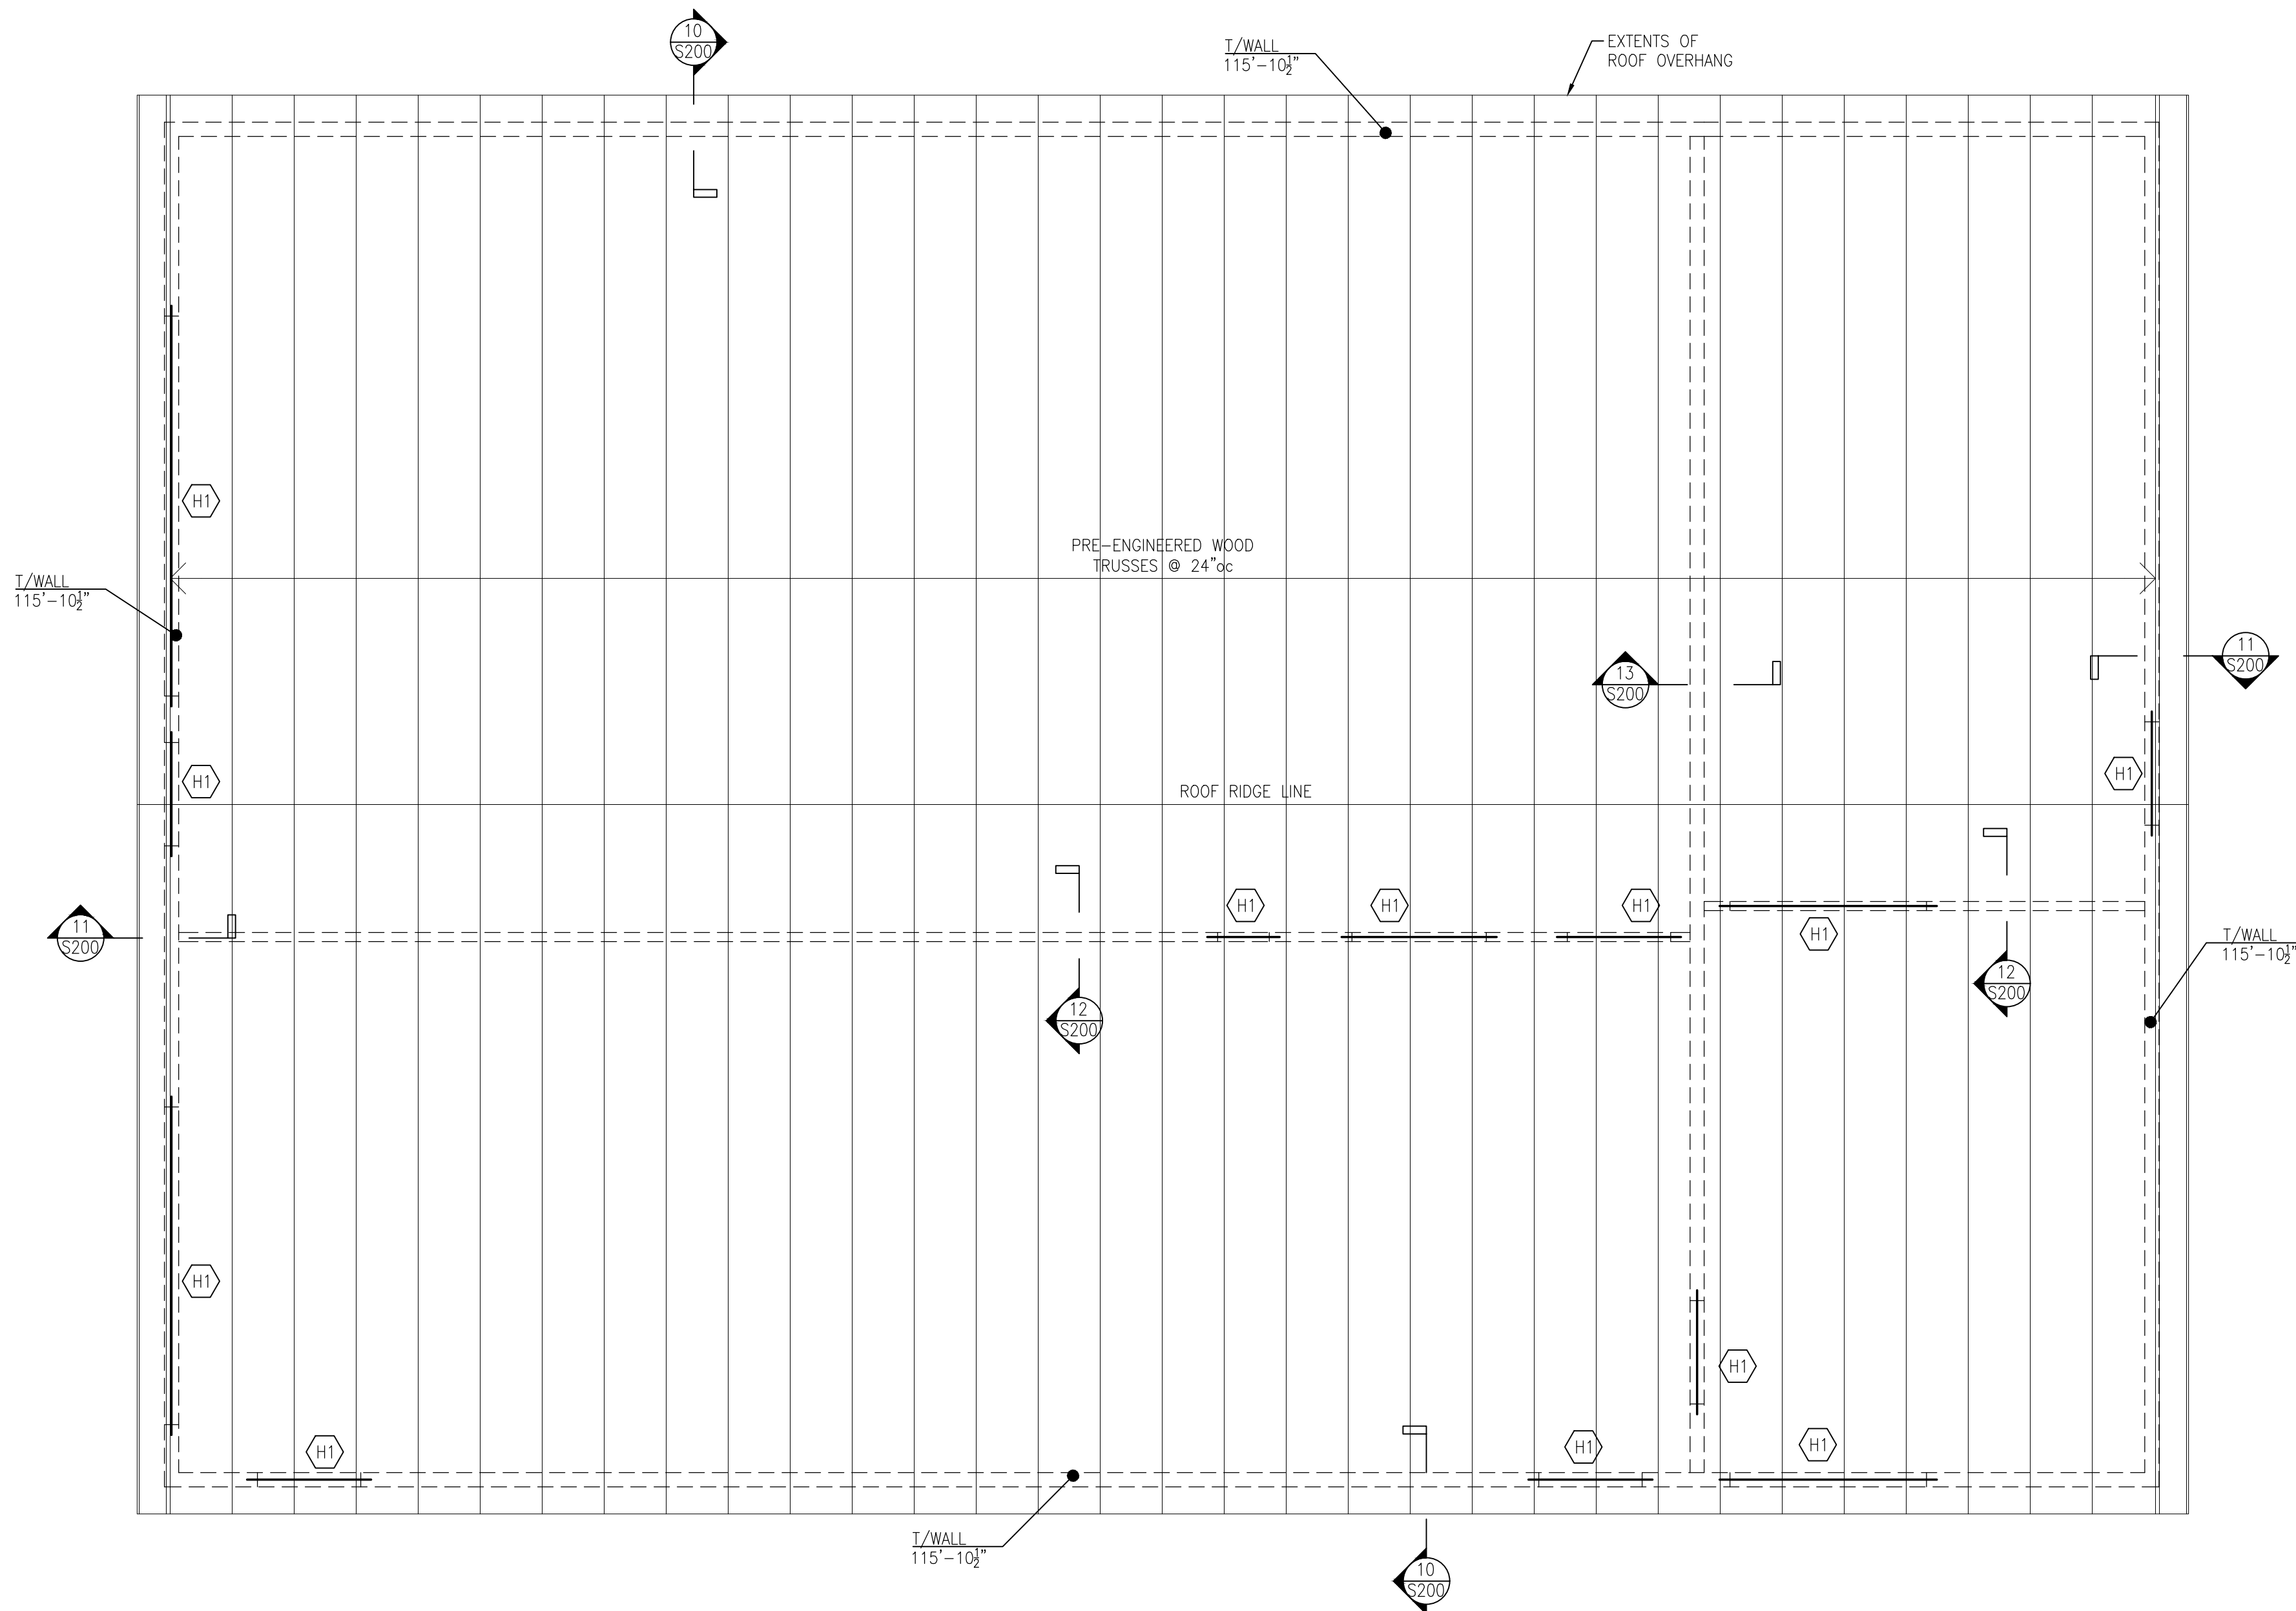 10
S200
T/WALL
115'-10½"
EXTENTS OF
ROOF OVERHANG
H1
PRE-ENGINEERED WOOD
TRUSSES @ 24"oc
T/WALL
115'-10½"
11
S200
13
S200
H1
H1
ROOF RIDGE LINE
H1
H1
H1
H1
11
S200
T/WALL
115'-10½"
12
S200
12
S200
H1
H1
H1
H1
H1
T/WALL
115'-10½"
10
S200